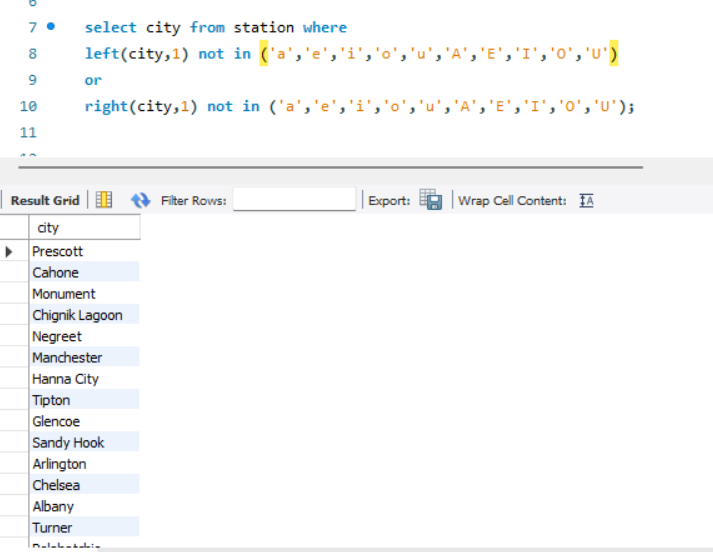 7 select city from station where
8 left(city,1) not in ('a','e','i','o','u','A','E','I','O','U')
9 or
10 right(city,1) not in ('a','e','i','o','u','A','E','I','O','U');
11
Result Grid Filter Rows: Export: Wrap Cell Content: IA
city
Prescott
Cahone
Monument
Chignik Lagoon
Negreet
Manchester
Hanna City
Tipton
Glencoe
Sandy Hook
Arlington
Chelsea
Albany
Turner